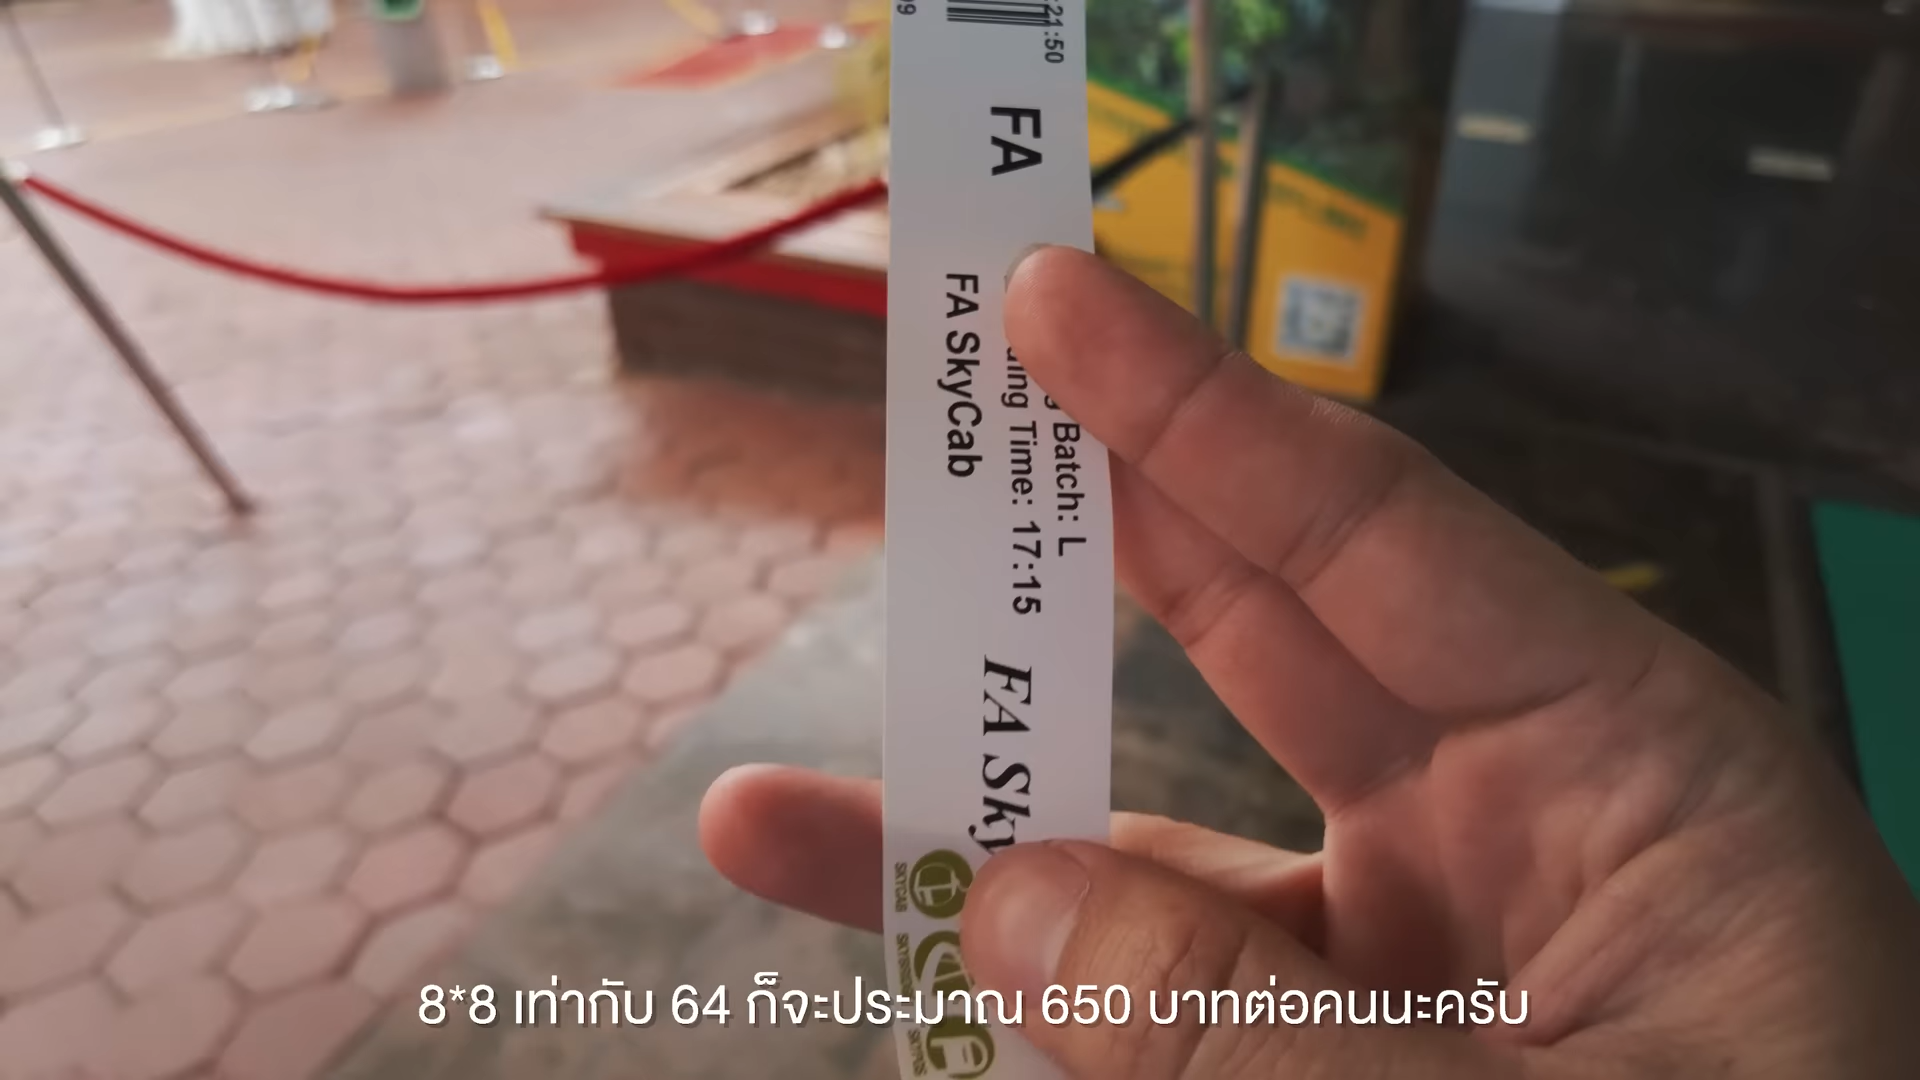 :21:50
FA
Batch: L
ding Time: 17:15
FA SkyCab
FA Sky
SKYCAB
8*8 เท่ากับ 64 ก็จะประมาณ 650 บาทต่อคนนะครับ